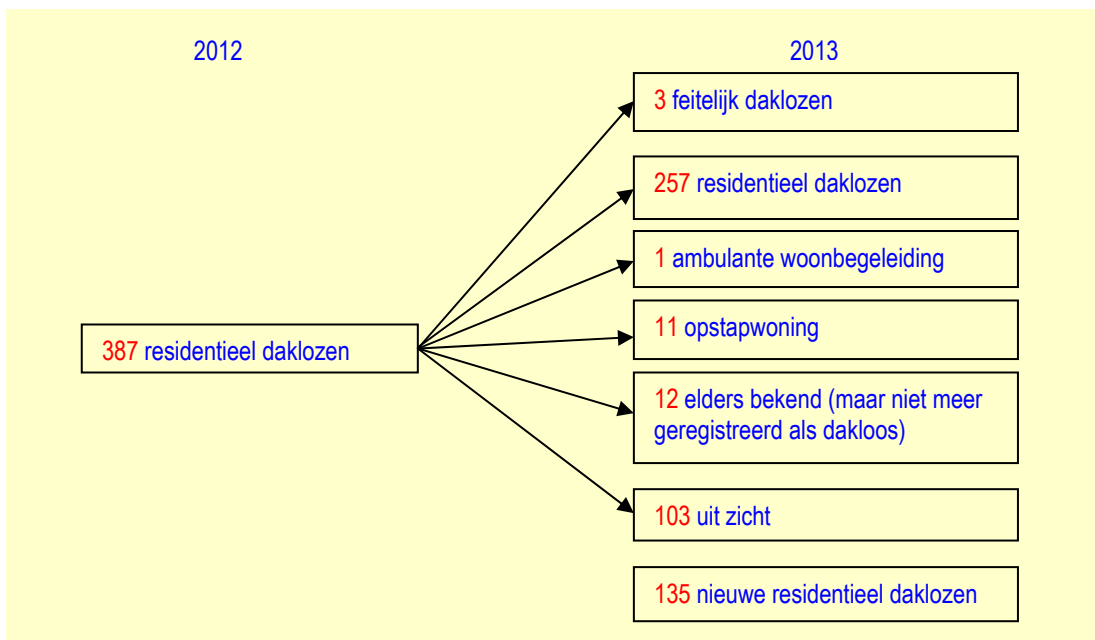 2012
2013
3 feitelijk daklozen
257 residentieel daklozen
1 ambulante woonbegeleiding
387 residentieel daklozen
11 opstapwoning
12 elders bekend (maar niet meer
geregistreerd als dakloos)
103 uit zicht
135 nieuwe residentieel daklozen